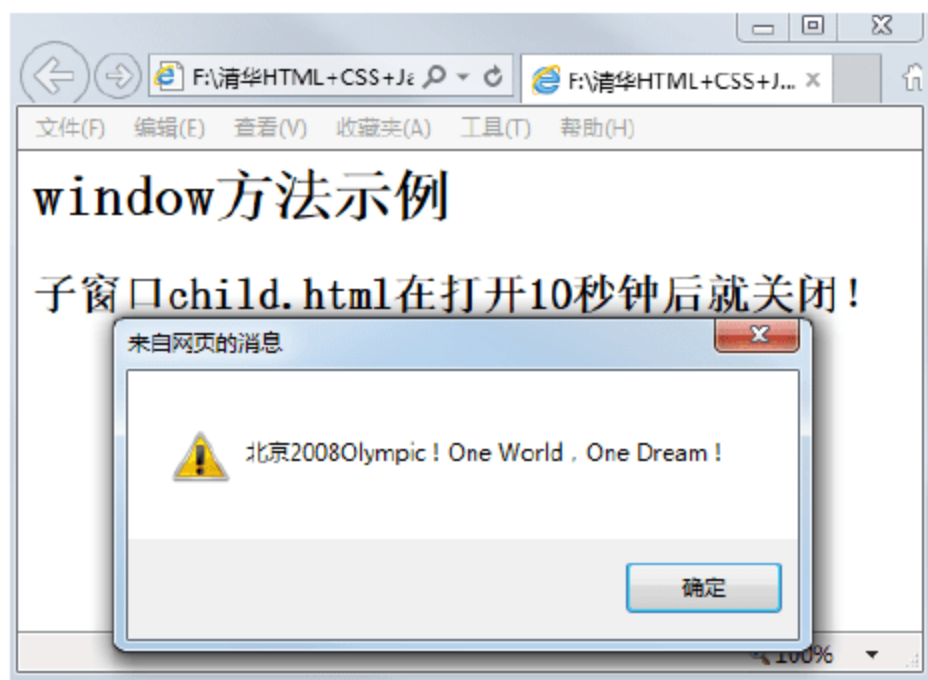 F:\清华HTML+CSS+Ja
F:\清华HTML+CSS+J...
文件(F) 编辑(E) 查看(V) 收藏夹(A) 工具(T) 帮助(H)
window方法示例
子窗口child.html在打开10秒钟后就关闭！
来自网页的消息
北京2008Olympic！One World，One Dream！
确定
100%